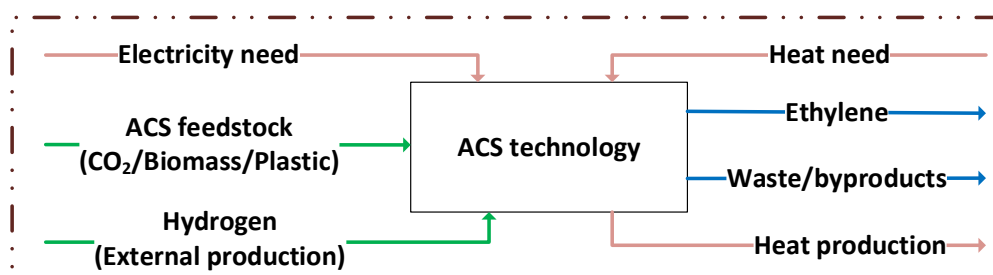 Electricity need
Heat need
ACS feedstock
(CO₂/Biomass/Plastic)
ACS technology
Ethylene
Waste/byproducts
Hydrogen
(External production)
Heat production